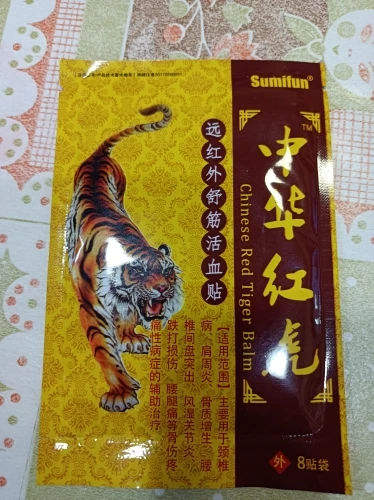 Sumifun®
中华红虎
TM
Chinese Red Tiger Balm
远红外舒筋活血贴
【适用范围】主要用于颈椎
病、肩周炎、骨质增生、腰
椎间盘突出、风湿关节炎、
跌打损伤、腰腿痛等骨伤疼
痛性病症的辅助治疗
外
8贴袋